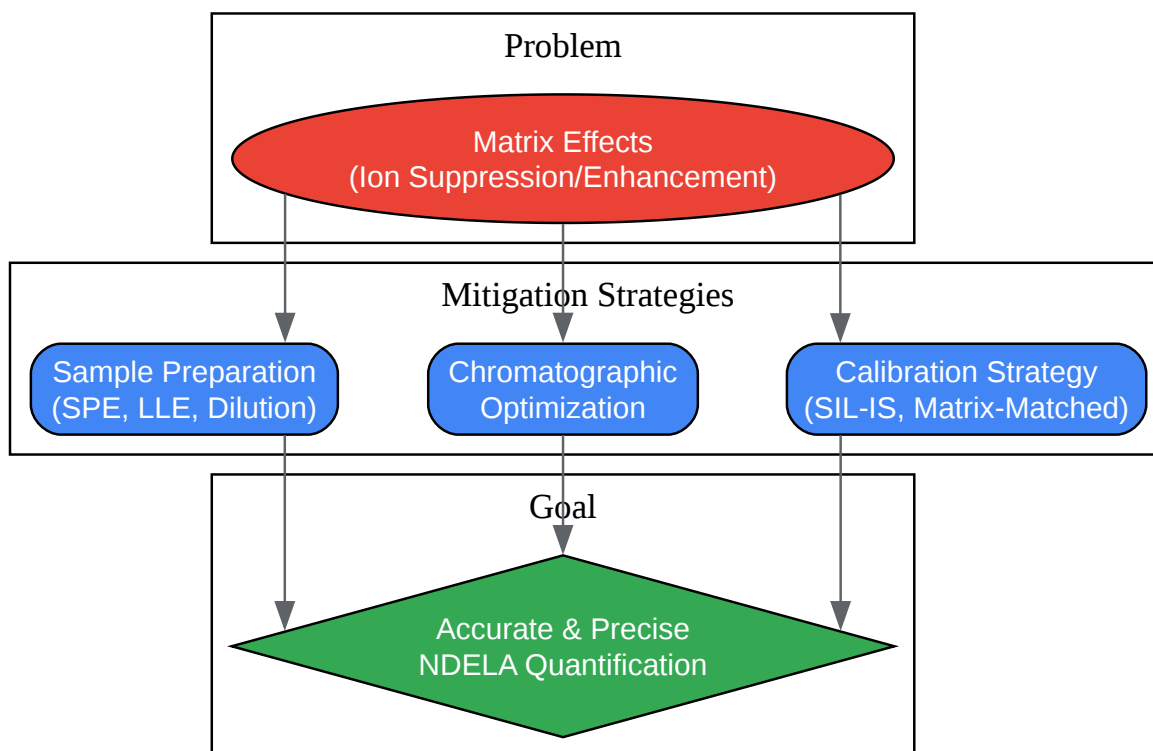 Problem
Matrix Effects
(Ion Suppression/Enhancement)
Mitigation Strategies
Sample Preparation
(SPE, LLE, Dilution)
Chromatographic
Optimization
Calibration Strategy
(SIL-IS, Matrix-Matched)
Goal
Accurate & Precise
NDELA Quantification